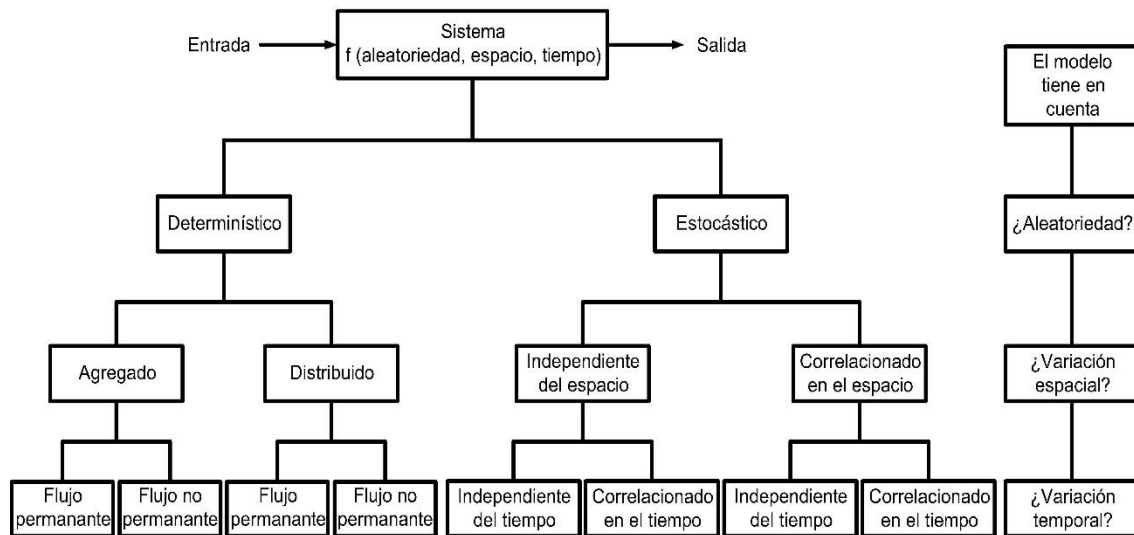 Entrada
Sistema
f (aleatoriedad, espacio, tiempo)
Salida
El modelo
tiene en
cuenta
Determinístico
Estocástico
¿Aleatoriedad?
Agregado
Distribuido
Independiente
del espacio
Correlacionado
en el espacio
¿Variación
espacial?
Flujo
permanante
Flujo no
permanante
Flujo
permanante
Flujo no
permanante
Independiente
del tiempo
Correlacionado
en el tiempo
Independiente
del tiempo
Correlacionado
en el tiempo
¿Variación
temporal?